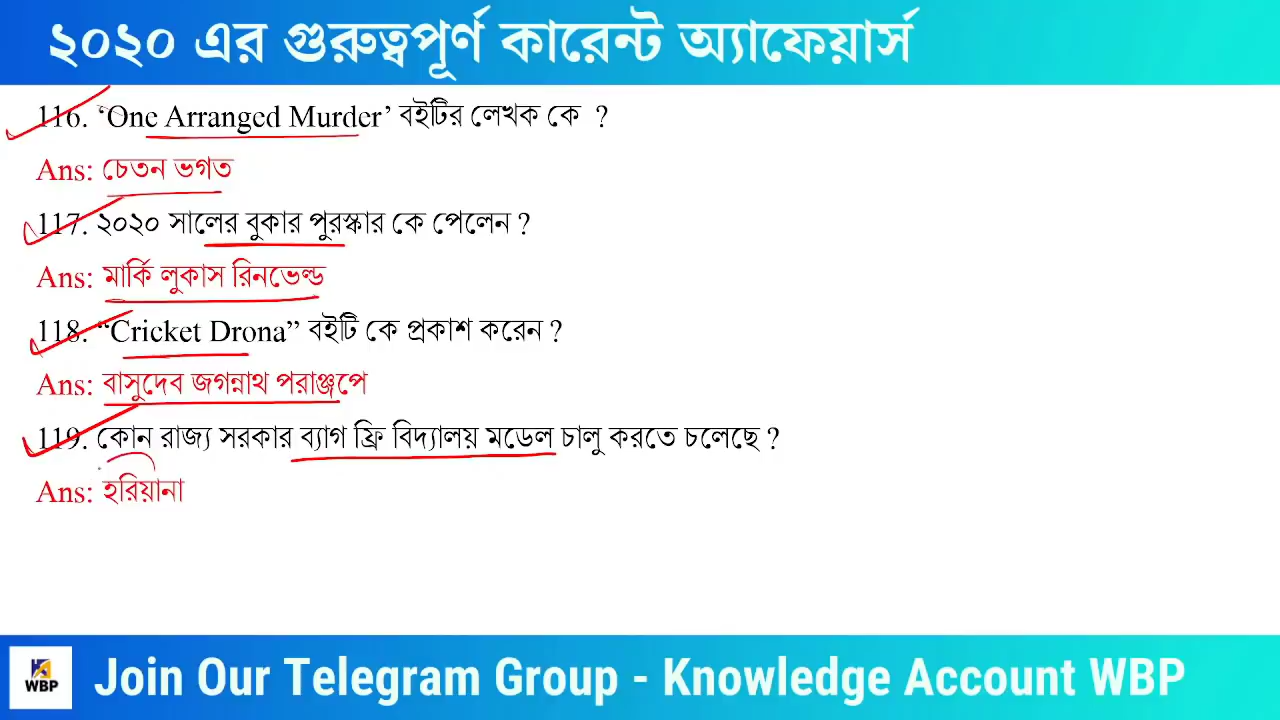 ২০২০ এর গুরুত্বপূর্ণ কারেন্ট অ্যাফেয়ার্স
116. ‘One Arranged Murder’ বইটির লেখক কে ?
Ans: চেতন ভগত
117. ২০২০ সালের বুকার পুরস্কার কে পেলেন ?
Ans: মার্কি লুকাস রিনভেল্ড
118. “Cricket Drona” বইটি কে প্রকাশ করেন ?
Ans: বাসুদেব জগন্নাথ পরাঞ্জপে
119. কোন রাজ্য সরকার ব্যাগ ফ্রি বিদ্যালয় মডেল চালু করতে চলেছে ?
Ans: হরিয়ানা
WBP
Join Our Telegram Group - Knowledge Account WBP